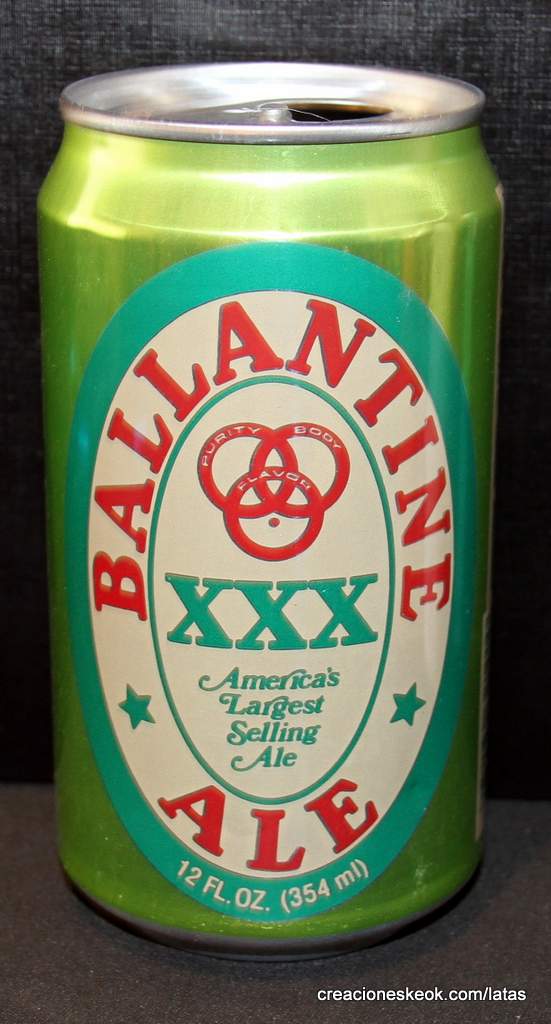 BALLANTINE
PURITY BODY
FLAVOR
XXX
America's
Largest
Selling
Ale
ALE
12 FL. OZ. (354 ml)
creacioneskeok.com/latas